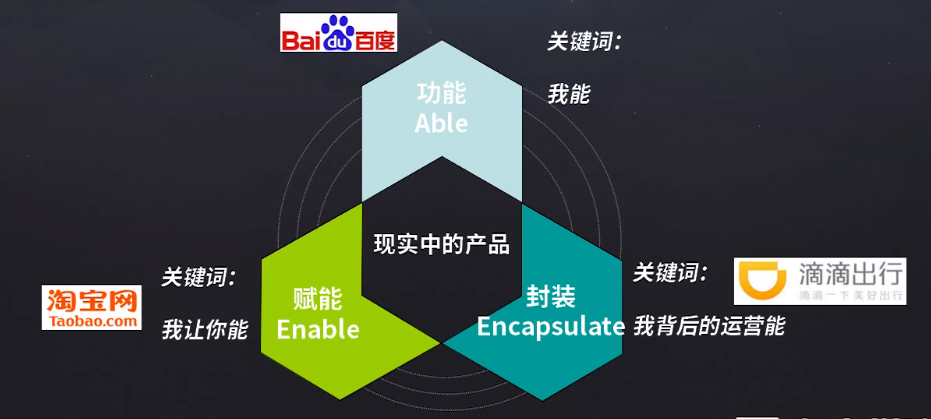 Bai du 百度
关键词：
我能
功能
Able
现实中的产品
关键词：
我让你能
淘宝网
Taobao.com
赋能
Enable
封装
Encapsulate
关键词：
我背后的运营能
滴滴出行
滴滴一下 美好出行